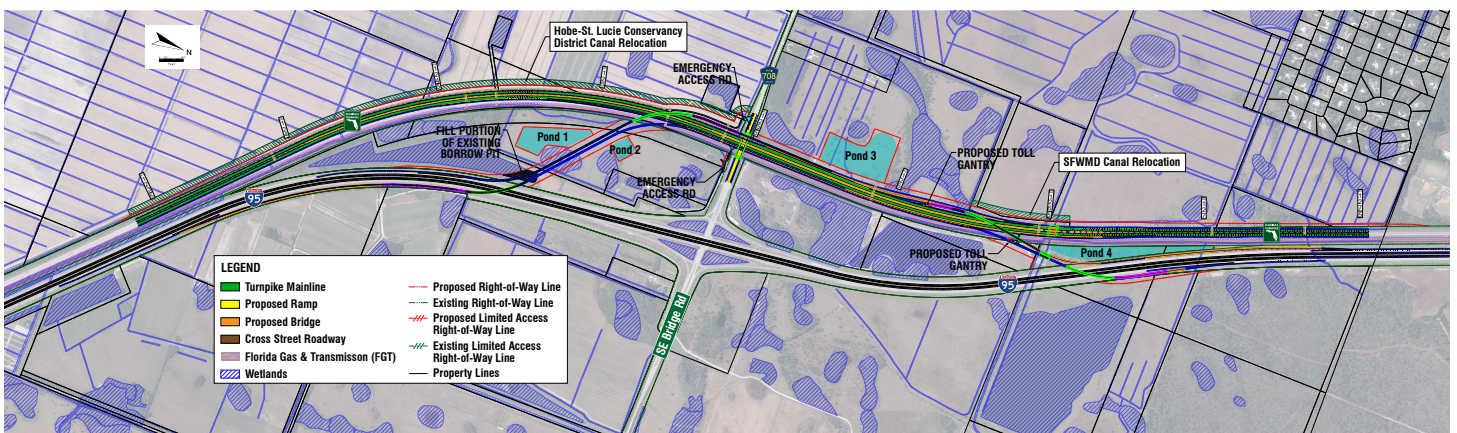 Hobe-St. Lucie Conservancy
District Canal Relocation
N
EMERGENCY
ACCESS RD
708
FILL PORTION
OF EXISTING
BORROW PIT
Pond 1
Pond 2
Pond 3
EMERGENCY
ACCESS RD
PROPOSED TOLL
GANTRY
SFWMD Canal Relocation
95
PROPOSED TOLL
GANTRY
Pond 4
95
SE Bridge Rd
LEGEND
Turnpike Mainline
Proposed Ramp
Proposed Bridge
Cross Street Roadway
Florida Gas & Transmisson (FGT)
Wetlands
Proposed Right-of-Way Line
Existing Right-of-Way Line
Proposed Limited Access
Right-of-Way Line
Existing Limited Access
Right-of-Way Line
Property Lines